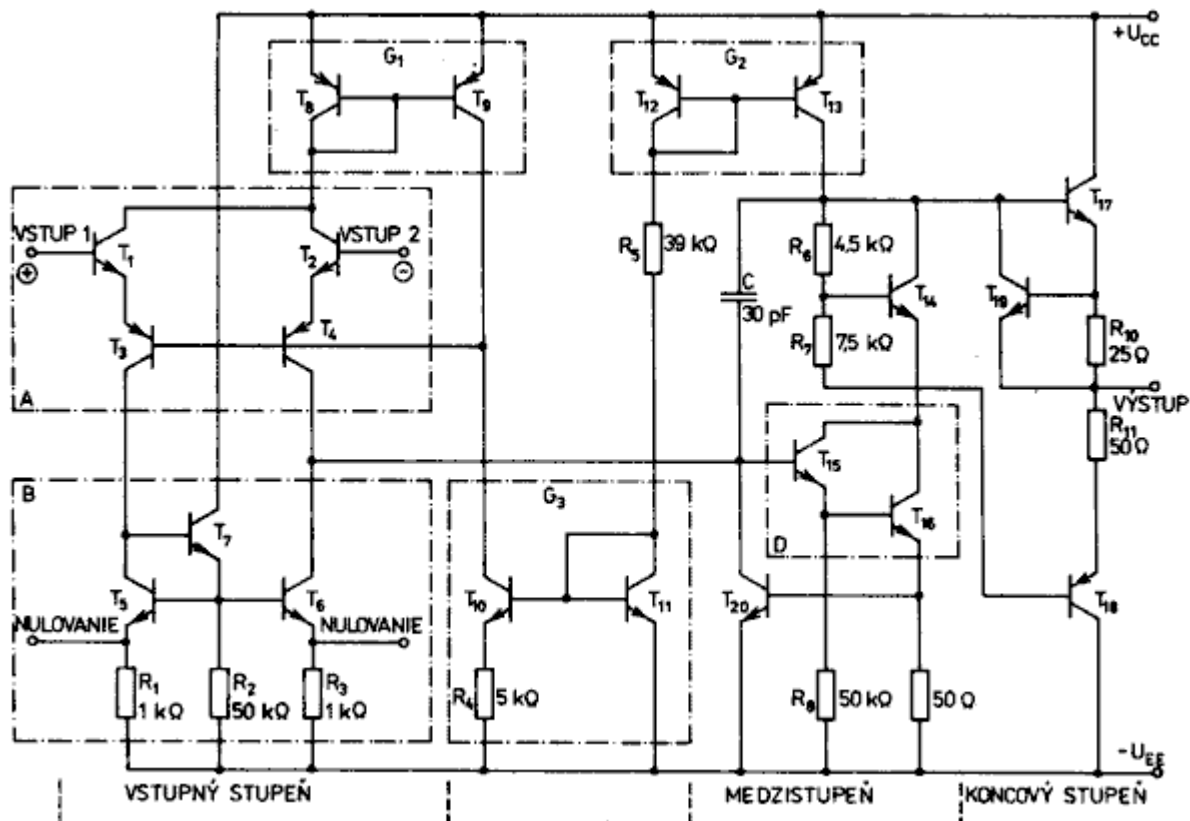 +U_CC
G₁
G₂
T₈
T₉
T₁₂
T₁₃
T₁₇
VSTUP 1
⊕
T₁
T₂
VSTUP 2
⊖
R₅ 39 kΩ
R₆ 4,5 kΩ
C
30 pF
T₁₄
T₁₉
T₃
T₄
R₇ 7,5 kΩ
R₁₀
25 Ω
A
VÝSTUP
R₁₁
50 Ω
B
T₇
G₃
T₁₅
T₁₆
D
T₅
T₆
T₁₀
T₁₁
T₂₀
T₁₈
NULOVANIE
NULOVANIE
R₁
1 kΩ
R₂
50 kΩ
R₃
1 kΩ
R₄ 5 kΩ
50 kΩ
50 Ω
-U_EE
VSTUPNÝ STUPEŇ
MEDZISTUPEŇ
KONCOVÝ STUPEŇ